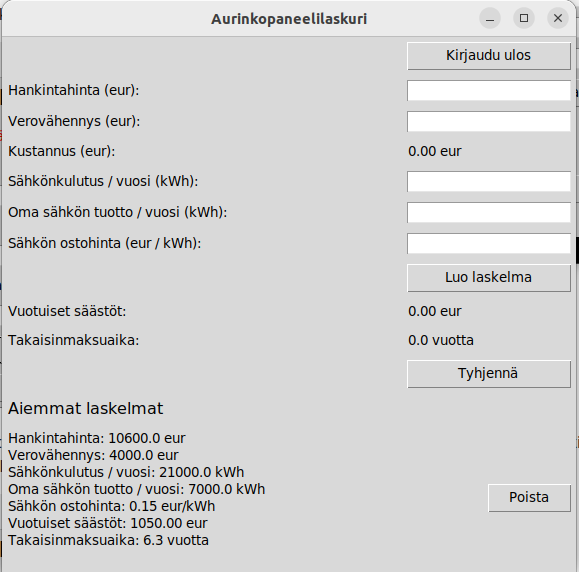 Aurinkopaneelilaskuri
Kirjaudu ulos
Hankintahinta (eur):
Verovähennys (eur):
Kustannus (eur): 0.00 eur
Sähkönkulutus / vuosi (kWh):
Oma sähkön tuotto / vuosi (kWh):
Sähkön ostohinta (eur / kWh):
Luo laskelma
Vuotuiset säästöt: 0.00 eur
Takaisinmaksuaika: 0.0 vuotta
Tyhjennä
Aiemmat laskelmat
Hankintahinta: 10600.0 eur
Verovähennys: 4000.0 eur
Sähkönkulutus / vuosi: 21000.0 kWh
Oma sähkön tuotto / vuosi: 7000.0 kWh
Sähkön ostohinta: 0.15 eur/kWh
Vuotuiset säästöt: 1050.00 eur
Takaisinmaksuaika: 6.3 vuotta
Poista